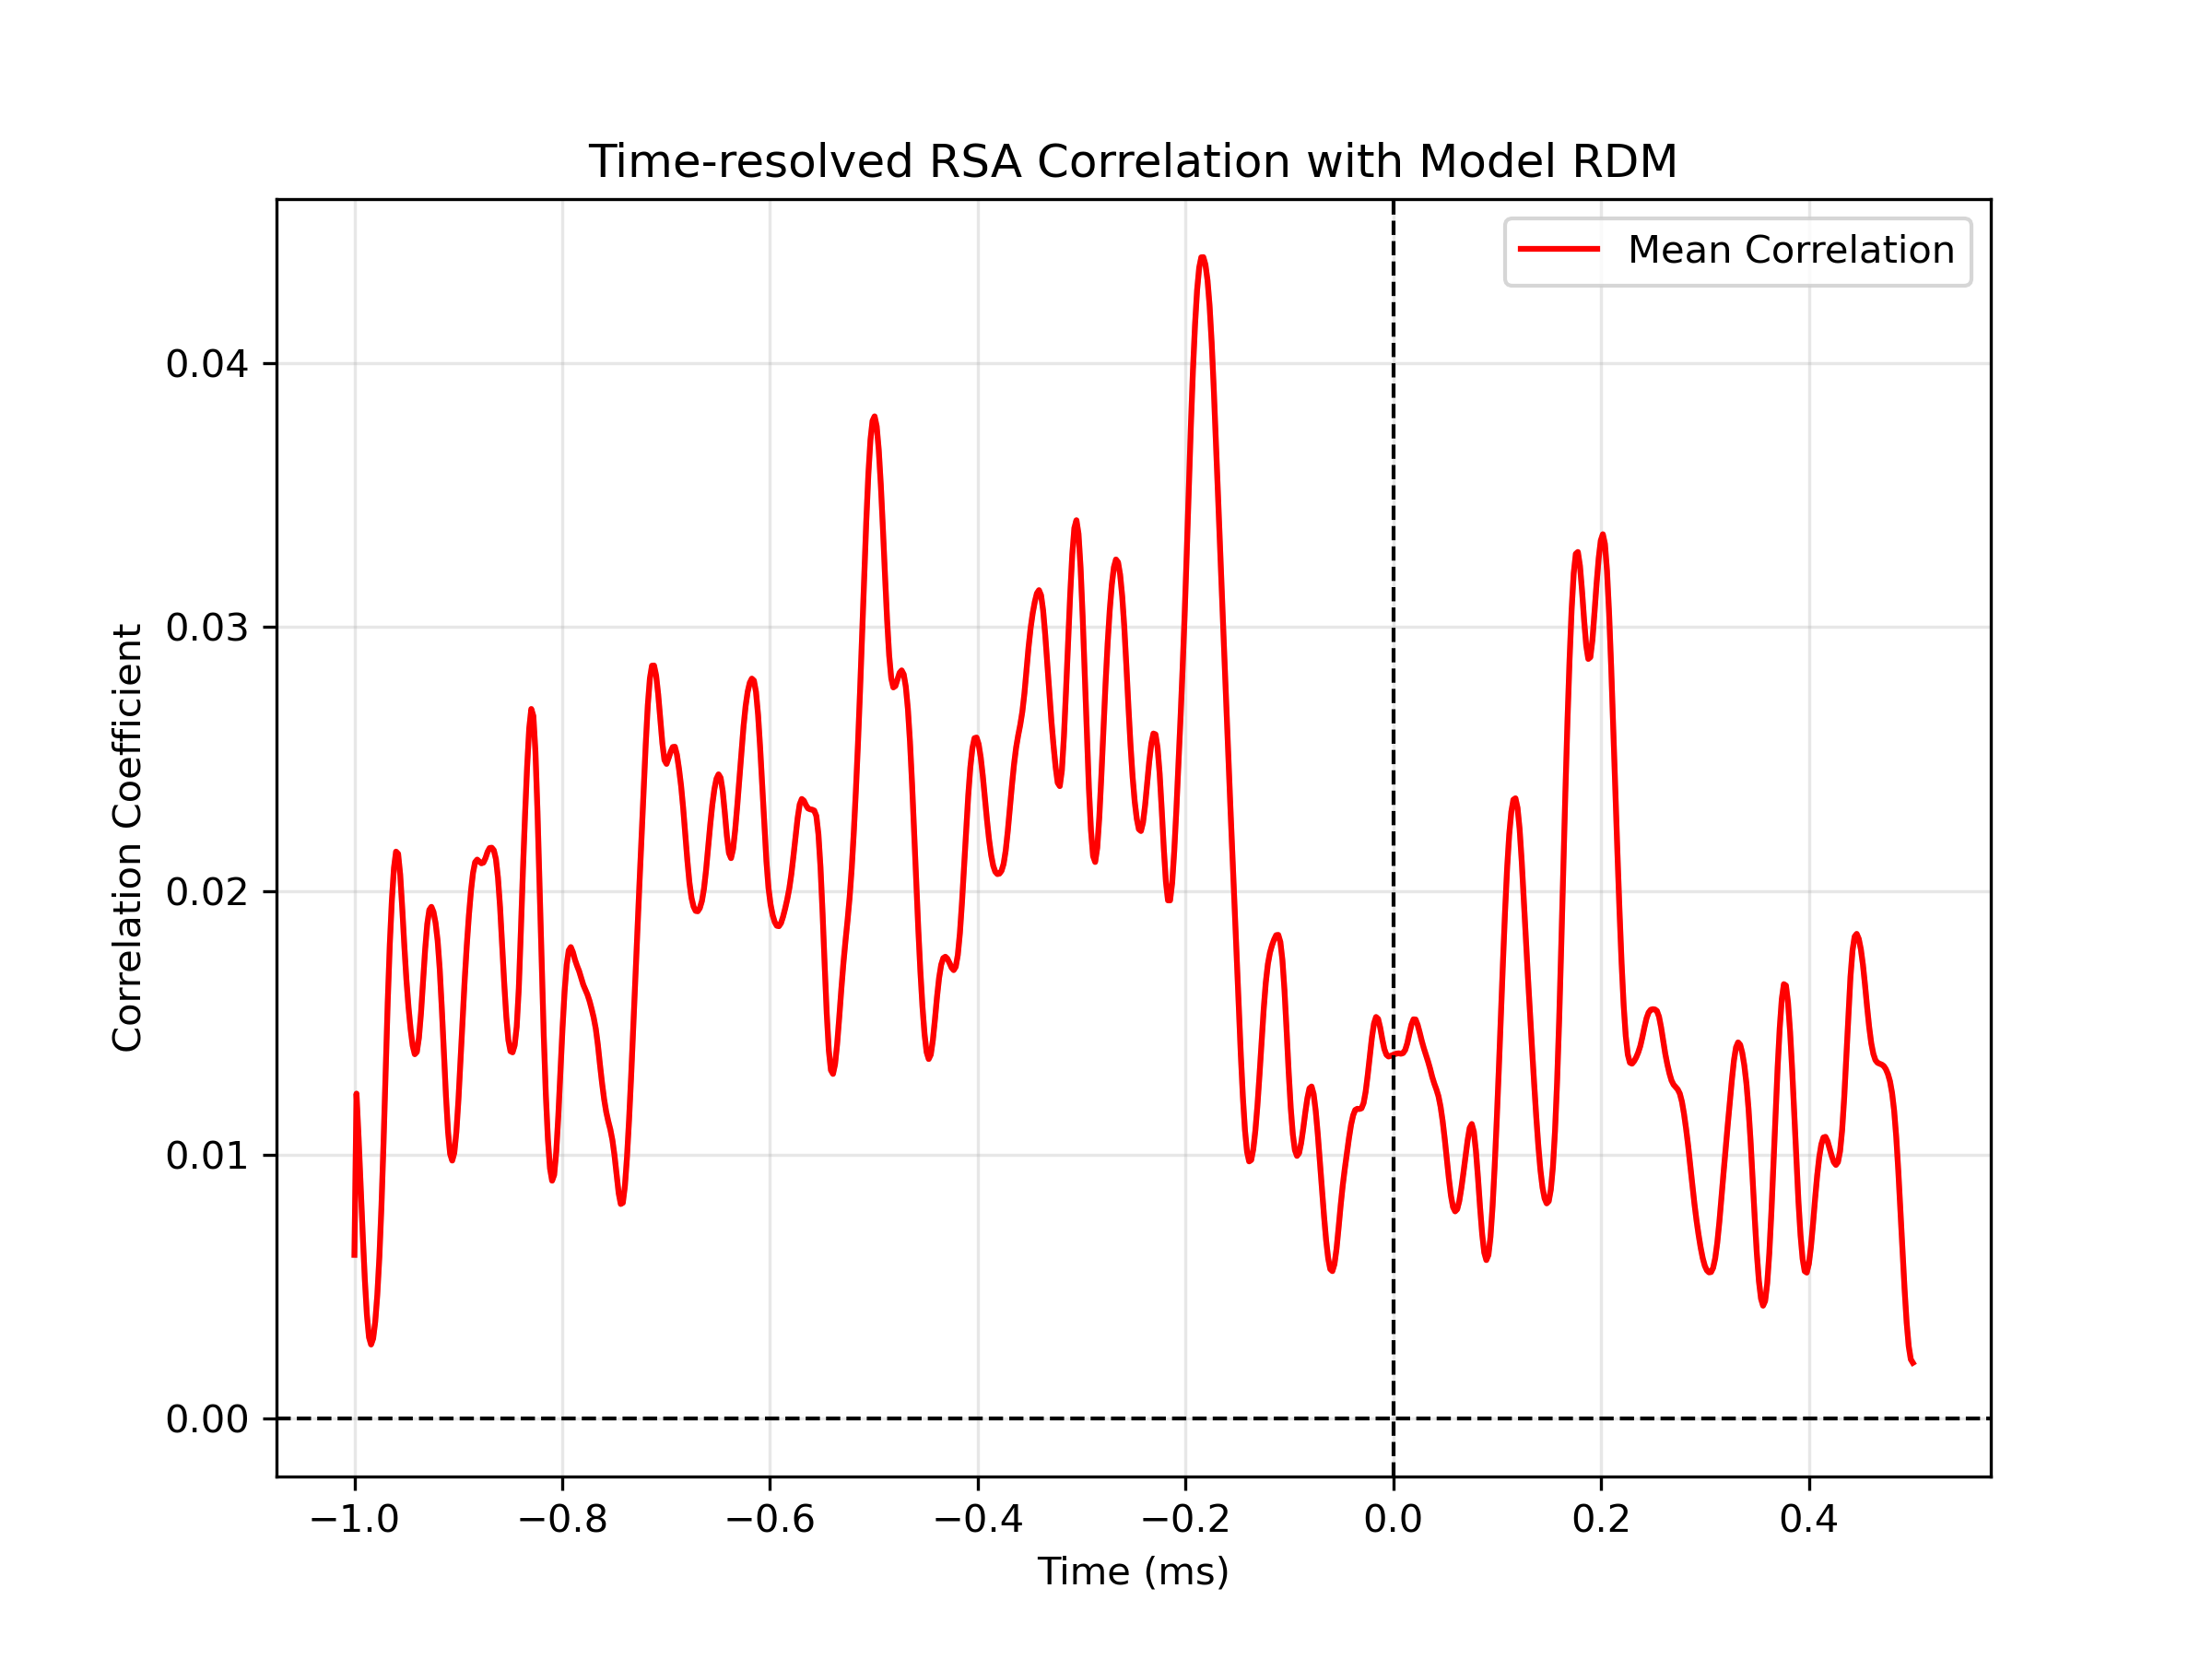 Time-resolved RSA Correlation with Model RDM
Mean Correlation
Correlation Coefficient
0.04
0.03
0.02
0.01
0.00
−1.0 −0.8 −0.6 −0.4 −0.2 0.0 0.2 0.4
Time (ms)